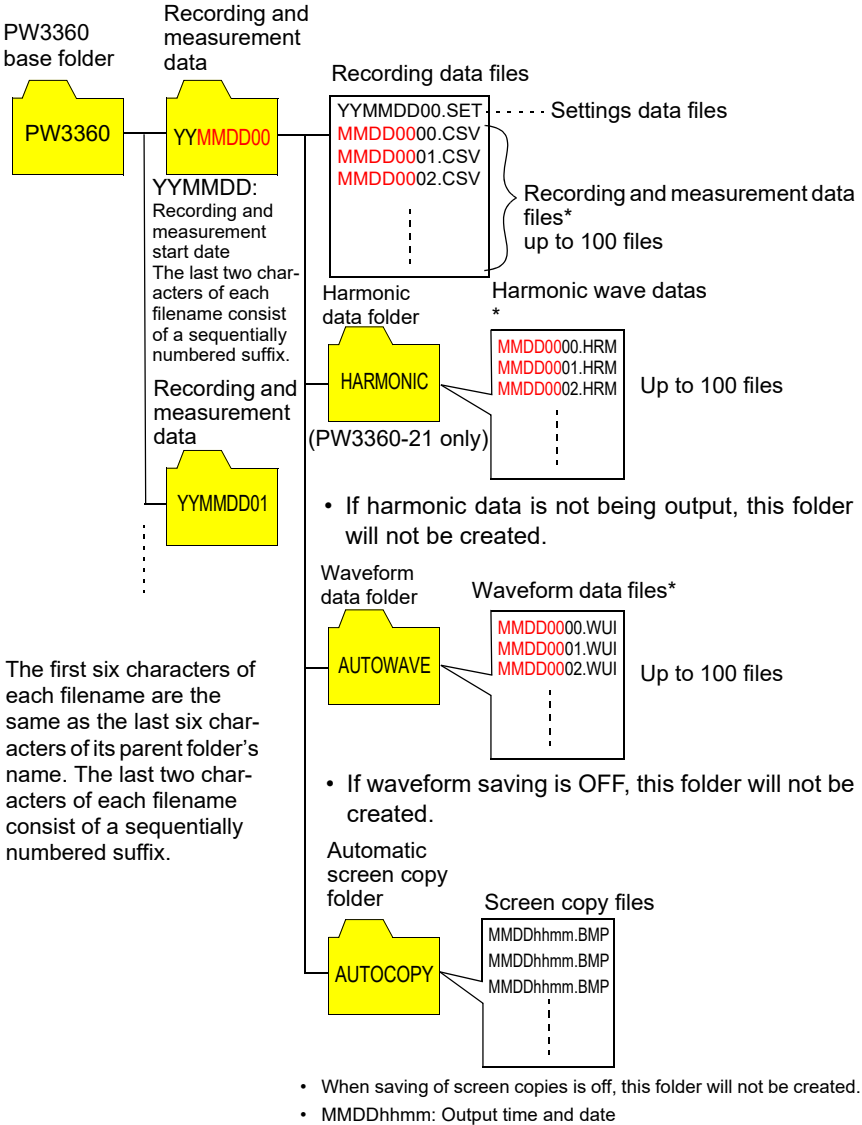 PW3360
base folder
Recording and
measurement
data
PW3360
YYMMDD00
YYMMDD:
Recording and
measurement
start date
The last two char-
acters of each
filename consist
of a sequentially
numbered suffix.
Recording and
measurement
data
YYMMDD01
The first six characters of
each filename are the
same as the last six char-
acters of its parent folder's
name. The last two char-
acters of each filename
consist of a sequentially
numbered suffix.
Recording data files
YYMMDD00.SET
Settings data files
MMDD0000.CSV
MMDD0001.CSV
MMDD0002.CSV
Recording and measurement data
files*
up to 100 files
Harmonic
data folder
HARMONIC
(PW3360-21 only)
Harmonic wave datas
*
MMDD0000.HRM
MMDD0001.HRM
MMDD0002.HRM
Up to 100 files
• If harmonic data is not being output, this folder
will not be created.
Waveform
data folder
AUTOWAVE
Waveform data files*
MMDD0000.WUI
MMDD0001.WUI
MMDD0002.WUI
Up to 100 files
• If waveform saving is OFF, this folder will not be
created.
Automatic
screen copy
folder
AUTOCOPY
Screen copy files
MMDDhhmm.BMP
MMDDhhmm.BMP
MMDDhhmm.BMP
• When saving of screen copies is off, this folder will not be created.
• MMDDhhmm: Output time and date